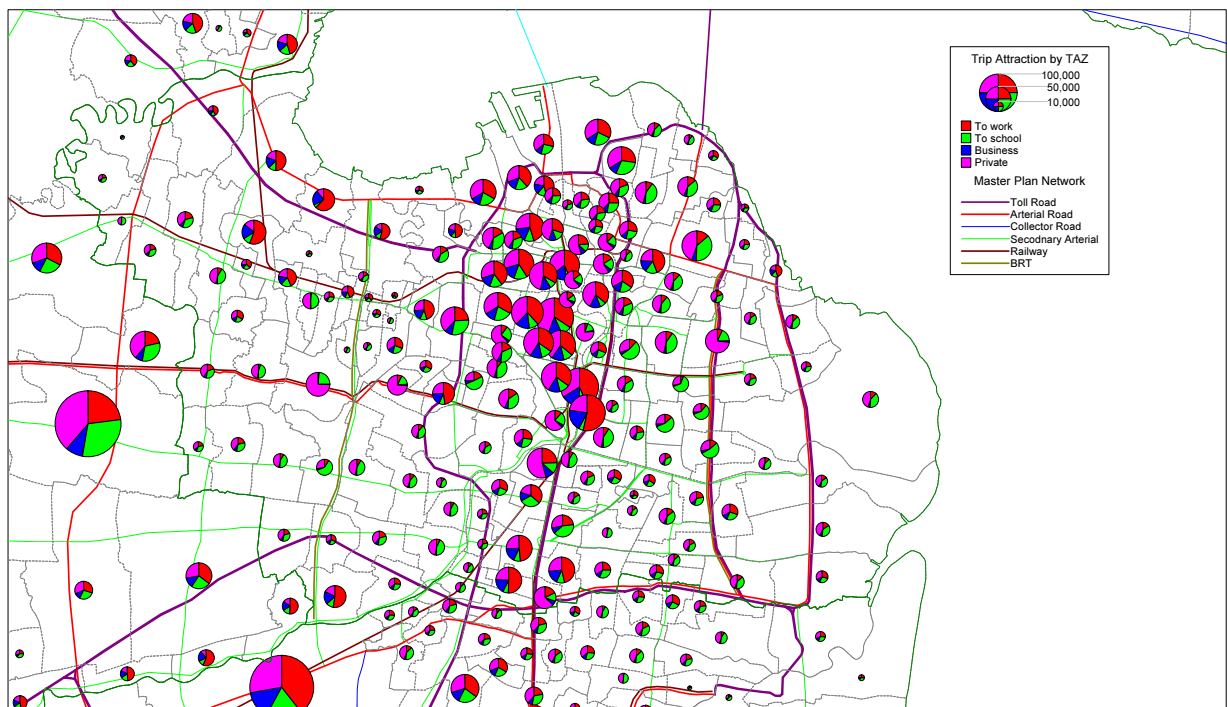 Trip Attraction by TAZ
100,000
50,000
10,000
To work
To school
Business
Private
Master Plan Network
Toll Road
Arterial Road
Collector Road
Secodnary Arterial
Railway
BRT